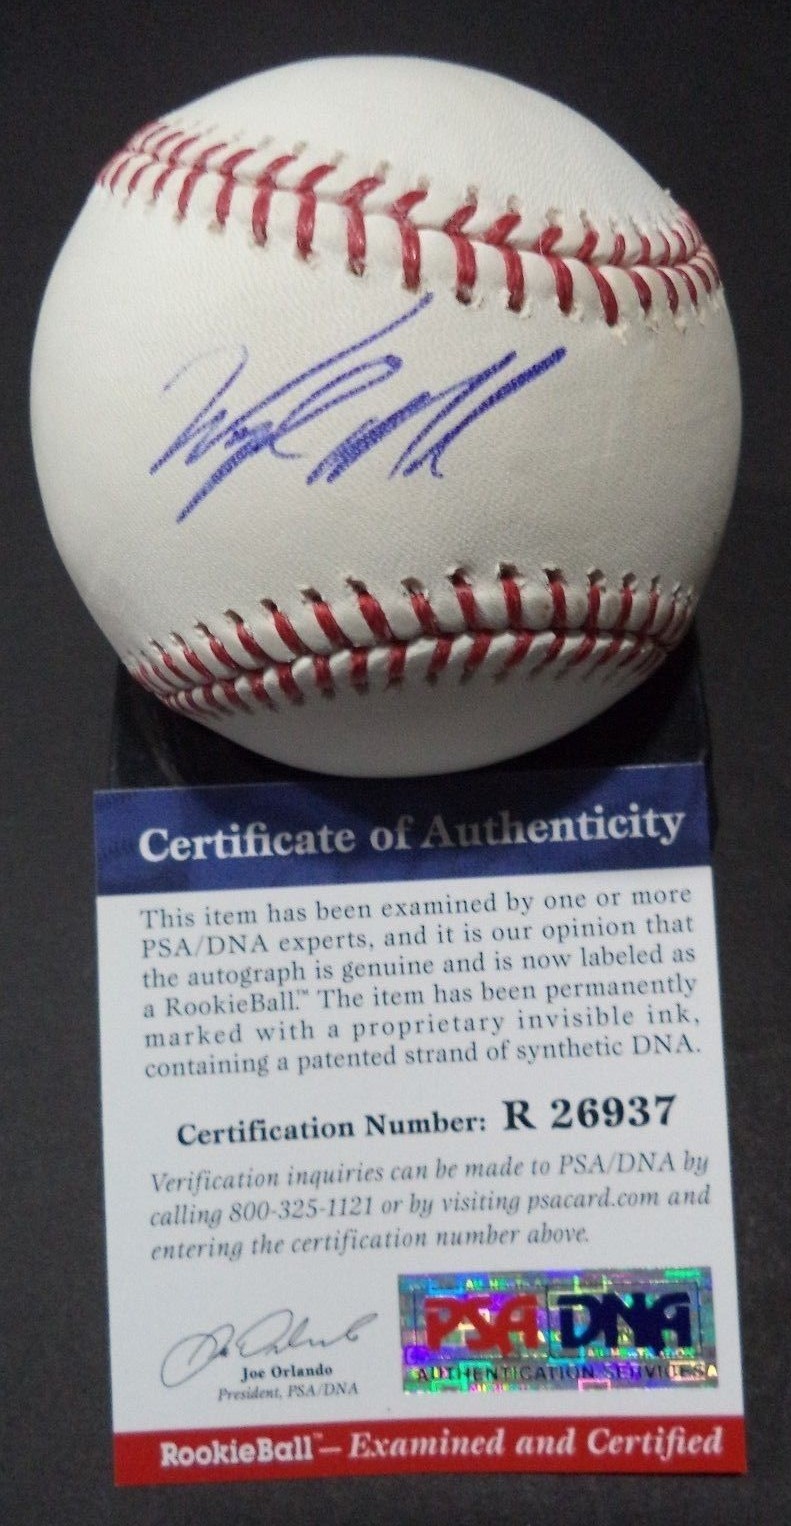 Certificate of Authenticity
This item has been examined by one or more
PSA/DNA experts, and it is our opinion that
the autograph is genuine and is now labeled as
a RookieBall.™ The item has been permanently
marked with a proprietary invisible ink,
containing a patented strand of synthetic DNA.
Certification Number: R 26937
Verification inquiries can be made to PSA/DNA by
calling 800-325-1121 or by visiting psacard.com and
entering the certification number above.
Joe Orlando
President, PSA/DNA
PSA DNA
AUTHENTICATION SERVICES
RookieBall™— Examined and Certified